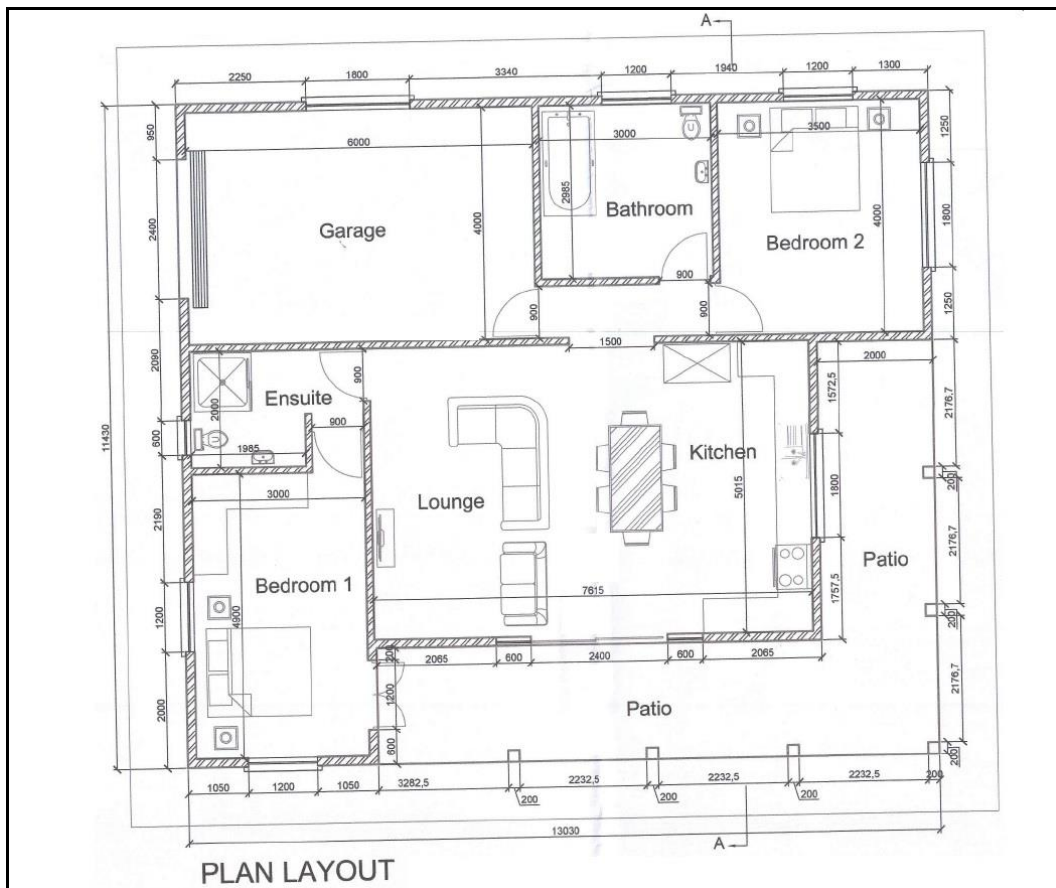 A
2250 1800 3340 1200 1940 1200 1300
950
6000
3000
3500
1250
2985
Bathroom
Garage
4000
2400
Bedroom 2
4000
1800
900
900
900
1250
1500
2000
2090
900
Ensuite
2000
900
1572,5
2176,7
11430
600
1985
Kitchen
3000
Lounge
5015
200
1800
2190
Patio
2176,7
Bedroom 1
7615
1757,5
200
1200
4900
200
2065 600 2400 600 2065
2176,7
1200
Patio
2000
600
200
1050 1200 1050 3282,5 2232,5 2232,5 2232,5 200
200 200 200
13030
A
PLAN LAYOUT